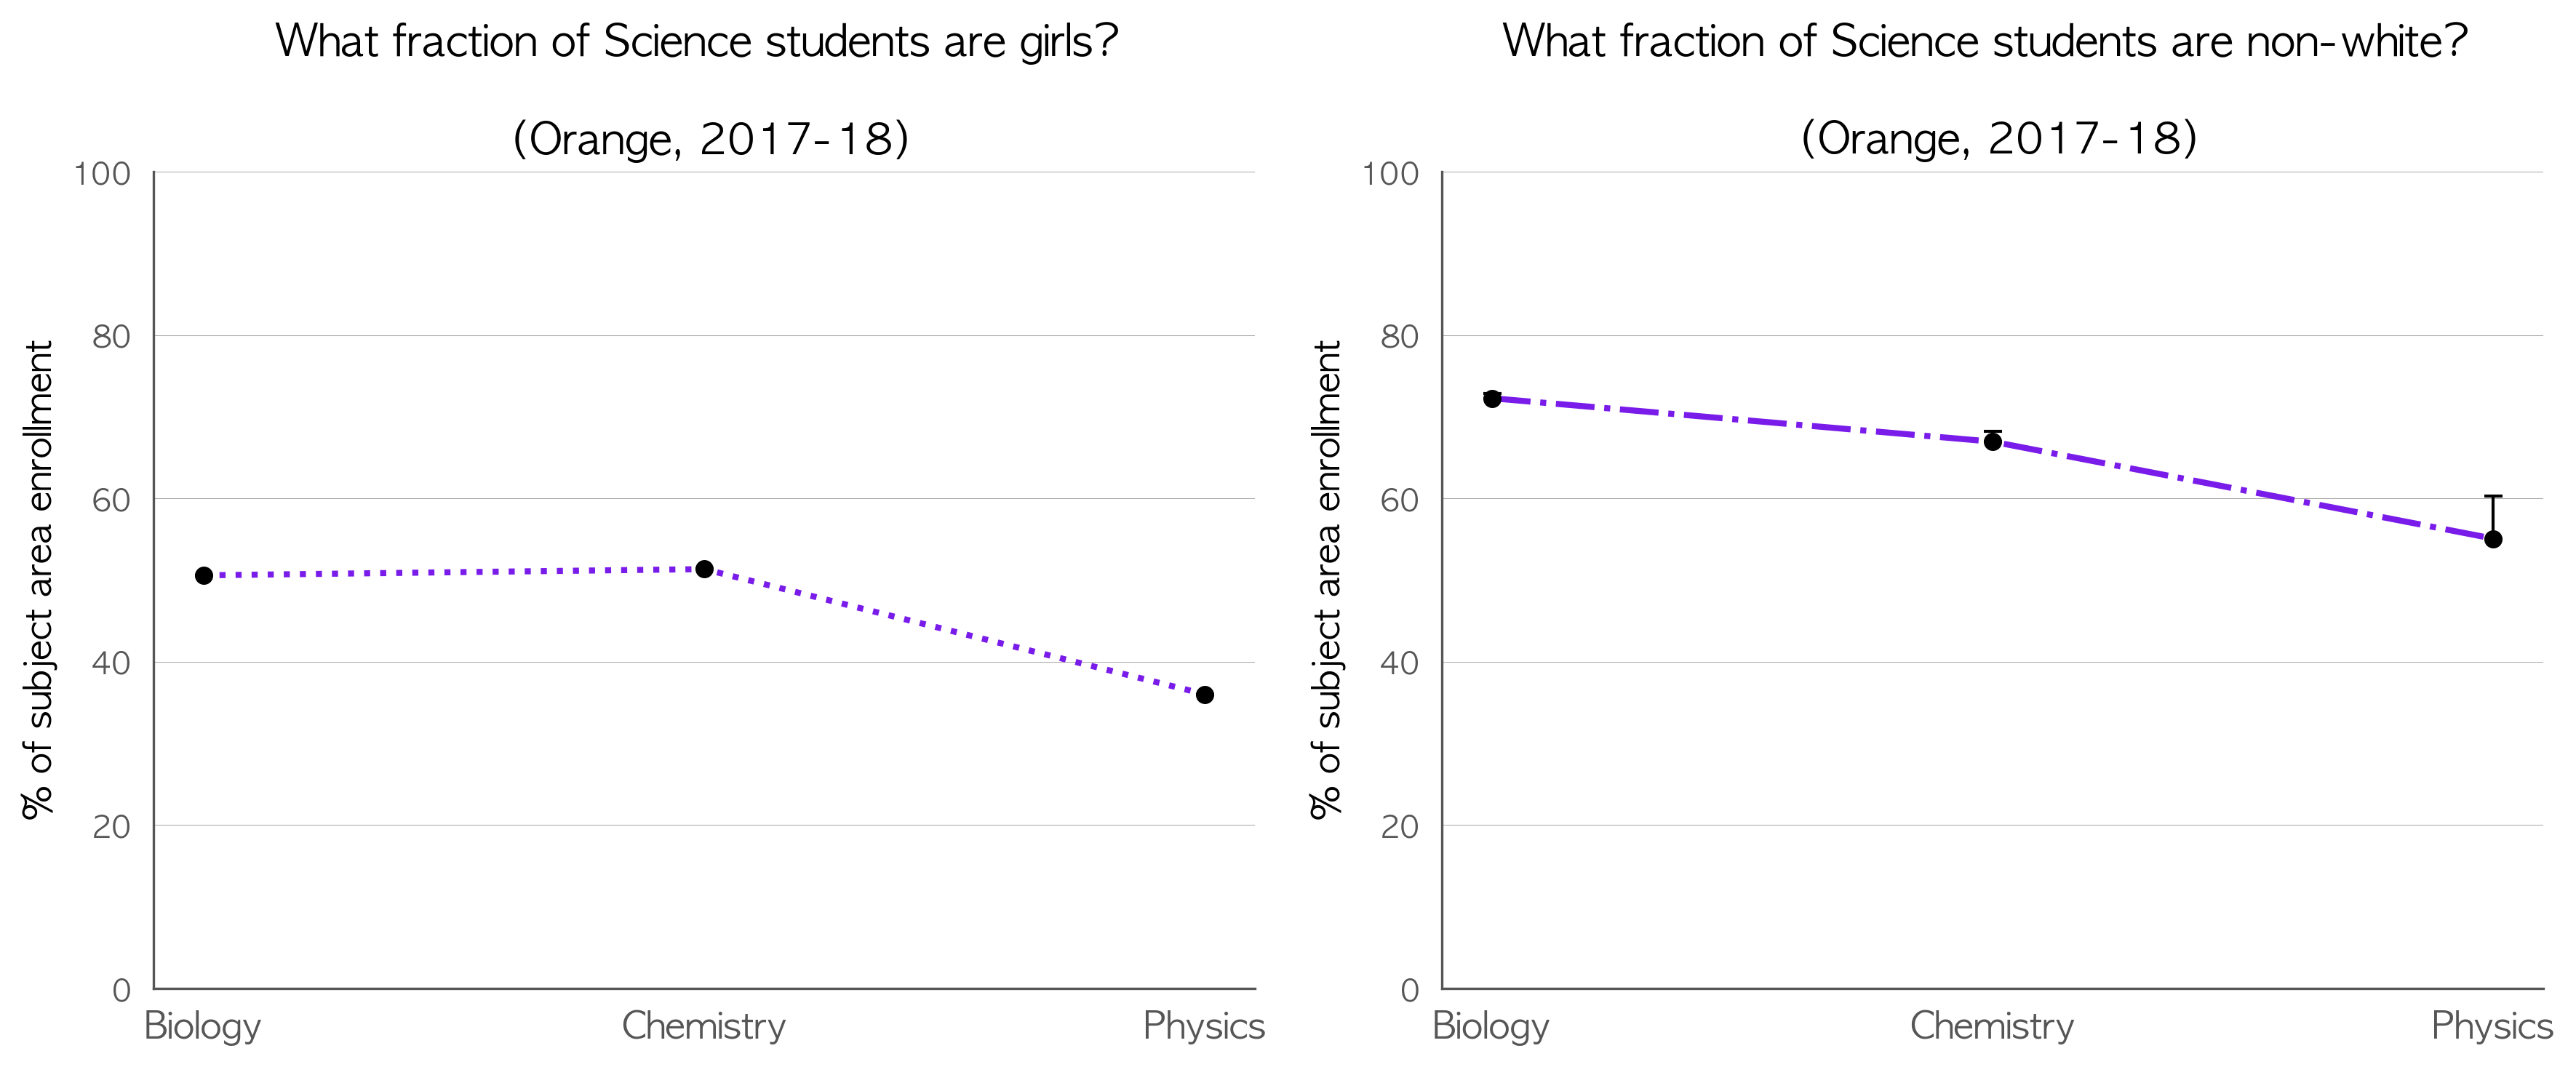 What fraction of Science students are girls?
(Orange, 2017-18)
100
80
60
40
20
0
% of subject area enrollment
Biology
Chemistry
Physics
What fraction of Science students are non-white?
(Orange, 2017-18)
100
80
60
40
20
0
% of subject area enrollment
Biology
Chemistry
Physics